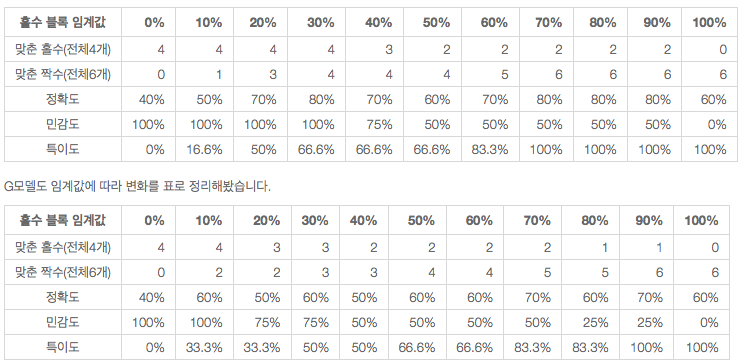 홀수 블록 임계값 0% 10% 20% 30% 40% 50% 60% 70% 80% 90% 100%
맞춘 홀수(전체4개) 4 4 4 4 3 2 2 2 2 2 0
맞춘 짝수(전체6개) 0 1 3 4 4 4 5 6 6 6 6
정확도 40% 50% 70% 80% 70% 60% 70% 80% 80% 80% 60%
민감도 100% 100% 100% 100% 75% 50% 50% 50% 50% 50% 0%
특이도 0% 16.6% 50% 66.6% 66.6% 66.6% 83.3% 100% 100% 100% 100%
G모델도 임계값에 따라 변화를 표로 정리해봤습니다.
홀수 블록 임계값 0% 10% 20% 30% 40% 50% 60% 70% 80% 90% 100%
맞춘 홀수(전체4개) 4 4 3 3 2 2 2 2 1 1 0
맞춘 짝수(전체6개) 0 2 2 3 3 4 4 5 5 6 6
정확도 40% 60% 50% 60% 50% 60% 60% 70% 60% 70% 60%
민감도 100% 100% 75% 75% 50% 50% 50% 50% 25% 25% 0%
특이도 0% 33.3% 33.3% 50% 50% 66.6% 66.6% 83.3% 83.3% 100% 100%